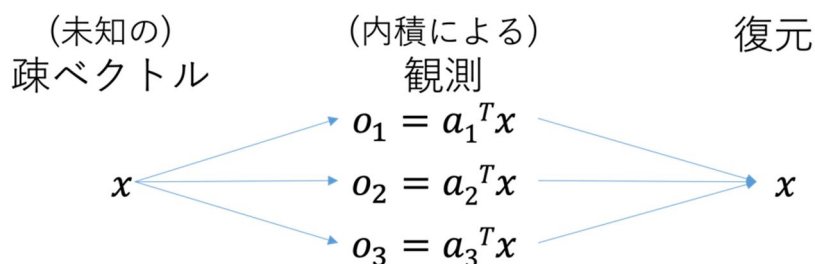 (未知の)
疎ベクトル
(内積による)
観測
復元
x
o₁ = a₁ᵀx
o₂ = a₂ᵀx
o₃ = a₃ᵀx
x